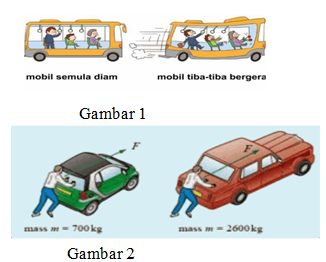 mobil semula diam
mobil tiba-tiba bergera
Gambar 1
F
F
mass m = 700 kg
mass m = 2600 kg
Gambar 2